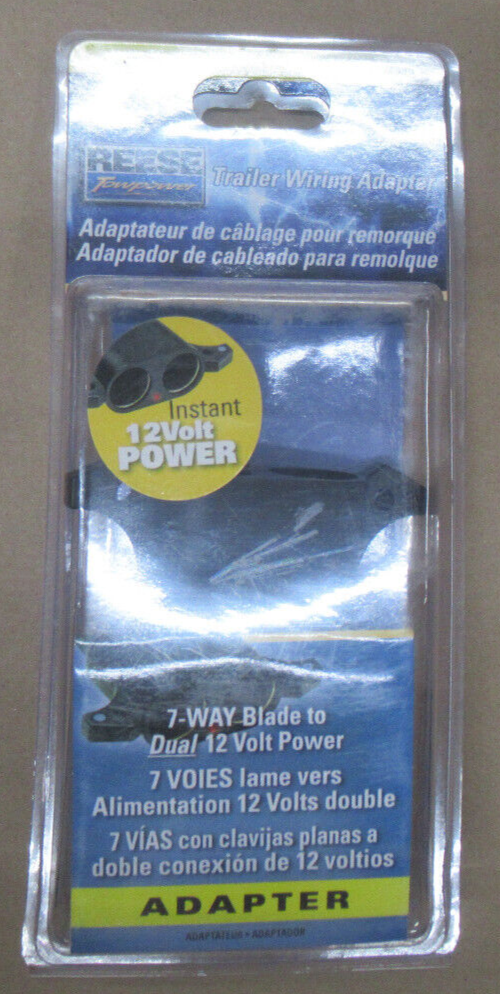 REESE
Towpower
Trailer Wiring Adapter
Adaptateur de câblage pour remorque
Adaptador de cableado para remolque
Instant
12Volt
POWER
7-WAY Blade to
Dual 12 Volt Power
7 VOIES lame vers
Alimentation 12 Volts double
7 VÍAS con clavijas planas a
doble conexión de 12 voltios
ADAPTER
ADAPTATEUR • ADAPTADOR